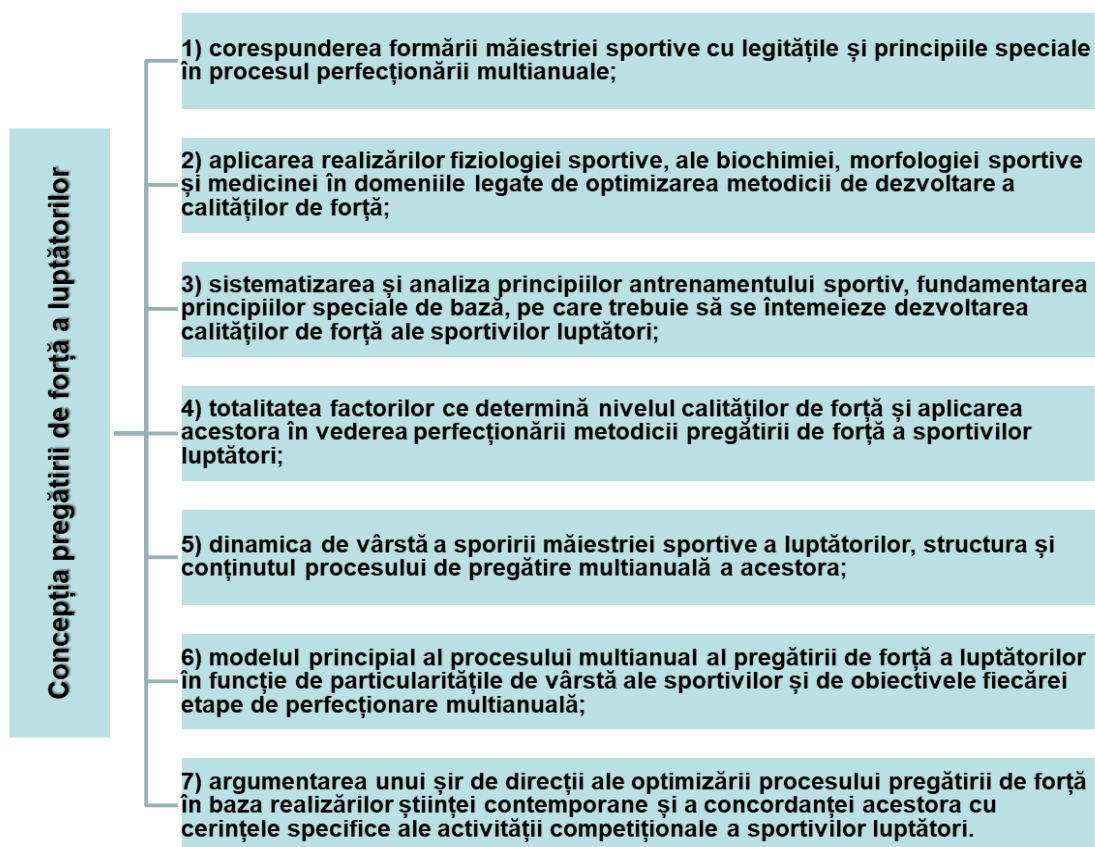 Concepția pregătirii de forță a luptătorilor
1) corespunderea formării măiestriei sportive cu legitățile și principiile speciale
în procesul perfecționării multianuale;
2) aplicarea realizărilor fiziologiei sportive, ale biochimiei, morfologiei sportive
și medicinei în domeniile legate de optimizarea metodicii de dezvoltare a
calităților de forță;
3) sistematizarea și analiza principiilor antrenamentului sportiv, fundamentarea
principiilor speciale de bază, pe care trebuie să se întemeieze dezvoltarea
calităților de forță ale sportivilor luptători;
4) totalitatea factorilor ce determină nivelul calităților de forță și aplicarea
acestora în vederea perfecționării metodicii pregătirii de forță a sportivilor
luptători;
5) dinamica de vârstă a sporirii măiestriei sportive a luptătorilor, structura și
conținutul procesului de pregătire multianuală a acestora;
6) modelul principial al procesului multianual al pregătirii de forță a luptătorilor
în funcție de particularitățile de vârstă ale sportivilor și de obiectivele fiecărei
etape de perfecționare multianuală;
7) argumentarea unui șir de direcții ale optimizării procesului pregătirii de forță
în baza realizărilor științei contemporane și a concordanței acestora cu
cerințele specifice ale activității competiționale a sportivilor luptători.